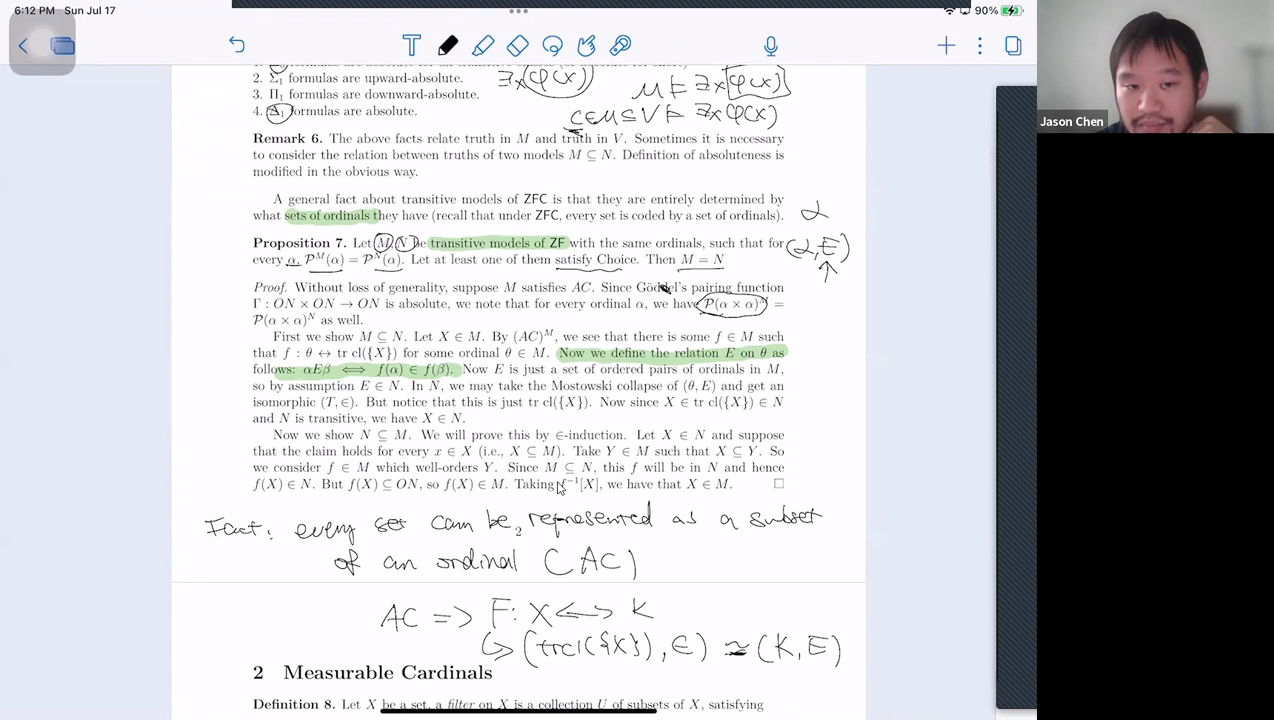 6:12 PM Sun Jul 17
90%
Jason Chen
2. Σ₁ formulas are upward-absolute.
3. Π₁ formulas are downward-absolute.
4. Δ₁ formulas are absolute.
∃x(φ(x))
M ⊨ ∃x φ(x)
c∈M⊆V ⊨ ∃x φ(x)
Remark 6. The above facts relate truth in M and truth in V. Sometimes it is necessary
to consider the relation between truths of two models M ⊆ N. Definition of absoluteness is
modified in the obvious way.
A general fact about transitive models of ZFC is that they are entirely determined by
what sets of ordinals they have (recall that under ZFC, every set is coded by a set of ordinals).
α
Proposition 7. Let M, N be transitive models of ZF with the same ordinals, such that for
every α, 𝒫ᴹ(α) = 𝒫ᴺ(α). Let at least one of them satisfy Choice. Then M = N
(α, E)
Proof. Without loss of generality, suppose M satisfies AC. Since Gödel's pairing function
Γ : ON × ON → ON is absolute, we note that for every ordinal α, we have 𝒫(α × α)ᴹ =
𝒫(α × α)ᴺ as well.
First we show M ⊆ N. Let X ∈ M. By (AC)ᴹ, we see that there is some f ∈ M such
that f : θ ↔ tr cl({X}) for some ordinal θ ∈ M. Now we define the relation E on θ as
follows: αEβ ⟺ f(α) ∈ f(β). Now E is just a set of ordered pairs of ordinals in M,
so by assumption E ∈ N. In N, we may take the Mostowski collapse of (θ, E) and get an
isomorphic (T, ∈). But notice that this is just tr cl({X}). Now since X ∈ tr cl({X}) ∈ N
and N is transitive, we have X ∈ N.
Now we show N ⊆ M. We will prove this by ∈-induction. Let X ∈ N and suppose
that the claim holds for every x ∈ X (i.e., X ⊆ M). Take Y ∈ M such that X ⊆ Y. So
we consider f ∈ M which well-orders Y. Since M ⊆ N, this f will be in N and hence
f(X) ∈ N. But f(X) ⊆ ON, so f(X) ∈ M. Taking f⁻¹[X], we have that X ∈ M. □
Fact: every set can be represented as a subset
of an ordinal (AC)
2
AC => F: X <-> K
↪ (trcl({X}), ∈) ≃ (K, E)
2 Measurable Cardinals
Definition 8. Let X be a set, a filter on X is a collection U of subsets of X, satisfying